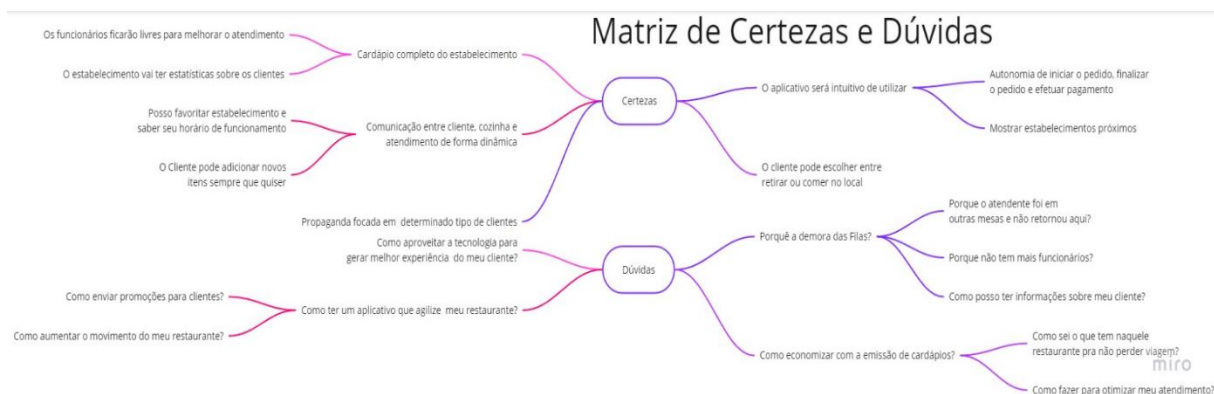 Matriz de Certezas e Dúvidas
Os funcionários ficarão livres para melhorar o atendimento
O estabelecimento vai ter estatísticas sobre os clientes
Cardápio completo do estabelecimento
Posso favoritar estabelecimento e
saber seu horário de funcionamento
O Cliente pode adicionar novos
itens sempre que quiser
Comunicação entre cliente, cozinha e
atendimento de forma dinâmica
Propaganda focada em determinado tipo de clientes
Certezas
O aplicativo será intuitivo de utilizar
Autonomia de iniciar o pedido, finalizar
o pedido e efetuar pagamento
Mostrar estabelecimentos próximos
O cliente pode escolher entre
retirar ou comer no local
Como aproveitar a tecnologia para
gerar melhor experiência do meu cliente?
Como enviar promoções para clientes?
Como aumentar o movimento do meu restaurante?
Como ter um aplicativo que agilize meu restaurante?
Dúvidas
Porquê a demora das Filas?
Porque o atendente foi em
outras mesas e não retornou aqui?
Porque não tem mais funcionários?
Como posso ter informações sobre meu cliente?
Como economizar com a emissão de cardápios?
Como sei o que tem naquele
restaurante pra não perder viagem?
Como fazer para otimizar meu atendimento?
miro